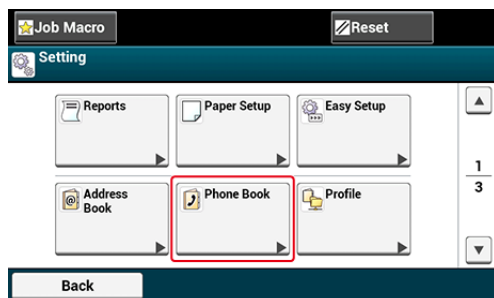 Job Macro
Reset
Setting
Reports
Paper Setup
Easy Setup
1
3
Address
Book
Phone Book
Profile
Back